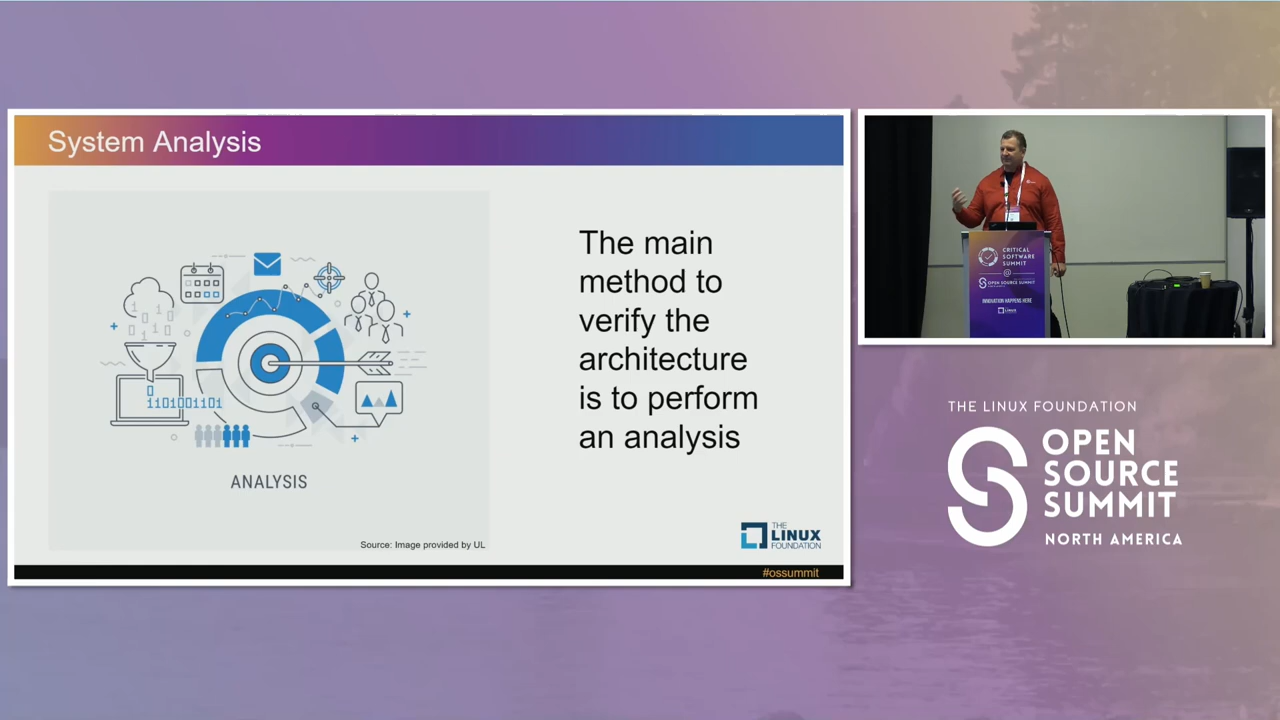 System Analysis
The main
method to
verify the
architecture
is to perform
an analysis
0
1101001101
ANALYSIS
Source: Image provided by UL
THE
LINUX
FOUNDATION
#ossummit
CRITICAL
SOFTWARE
SUMMIT
@
OPEN SOURCE SUMMIT
INNOVATION HAPPENS HERE
LINUX
THE LINUX FOUNDATION
OPEN
SOURCE
SUMMIT
NORTH AMERICA